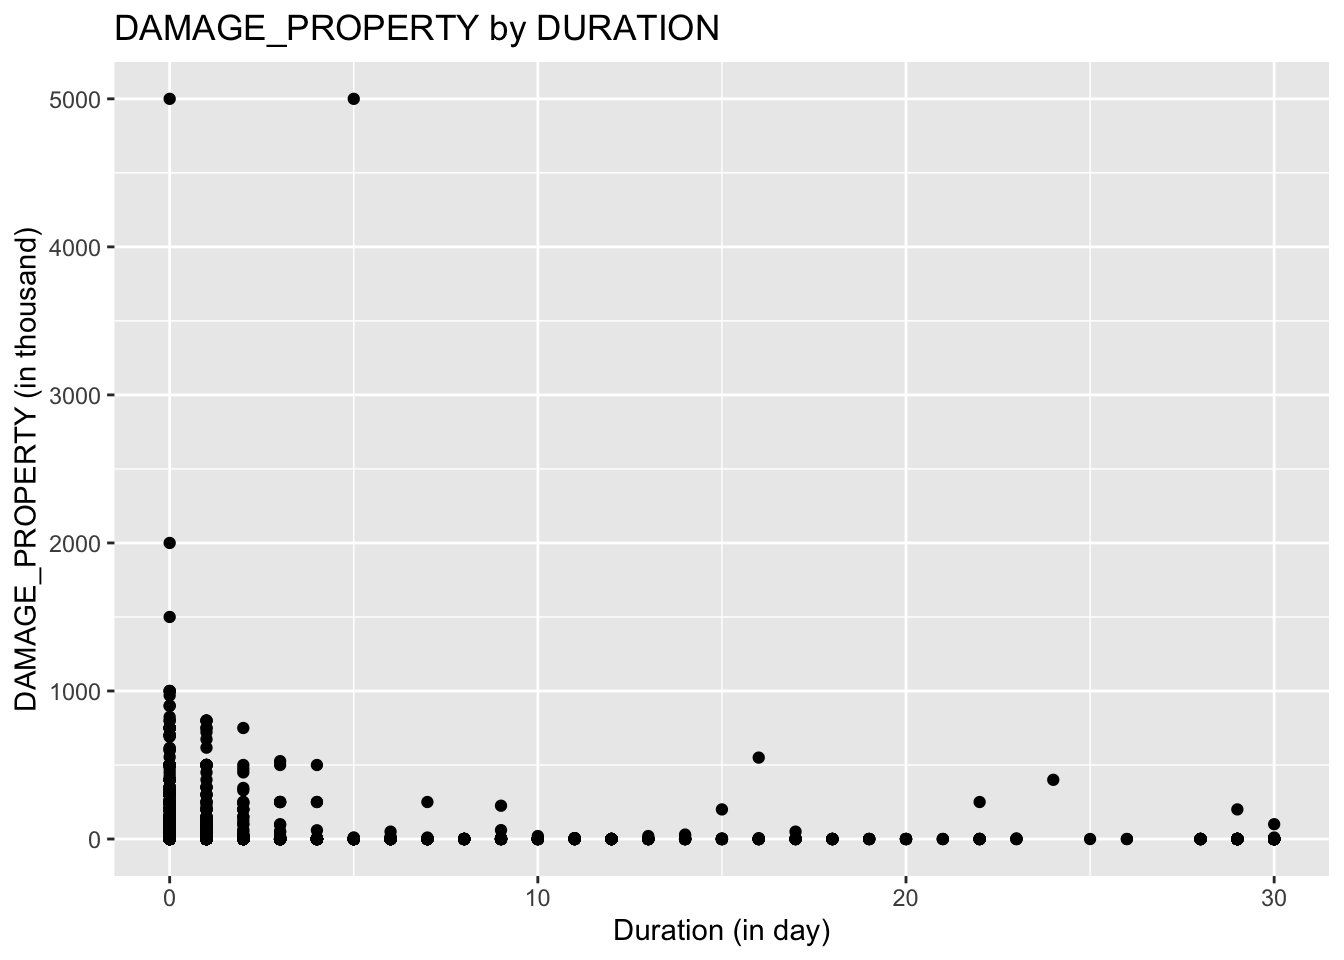 DAMAGE_PROPERTY by DURATION
DAMAGE_PROPERTY (in thousand)
5000
4000
3000
2000
1000
0
0 10 20 30
Duration (in day)